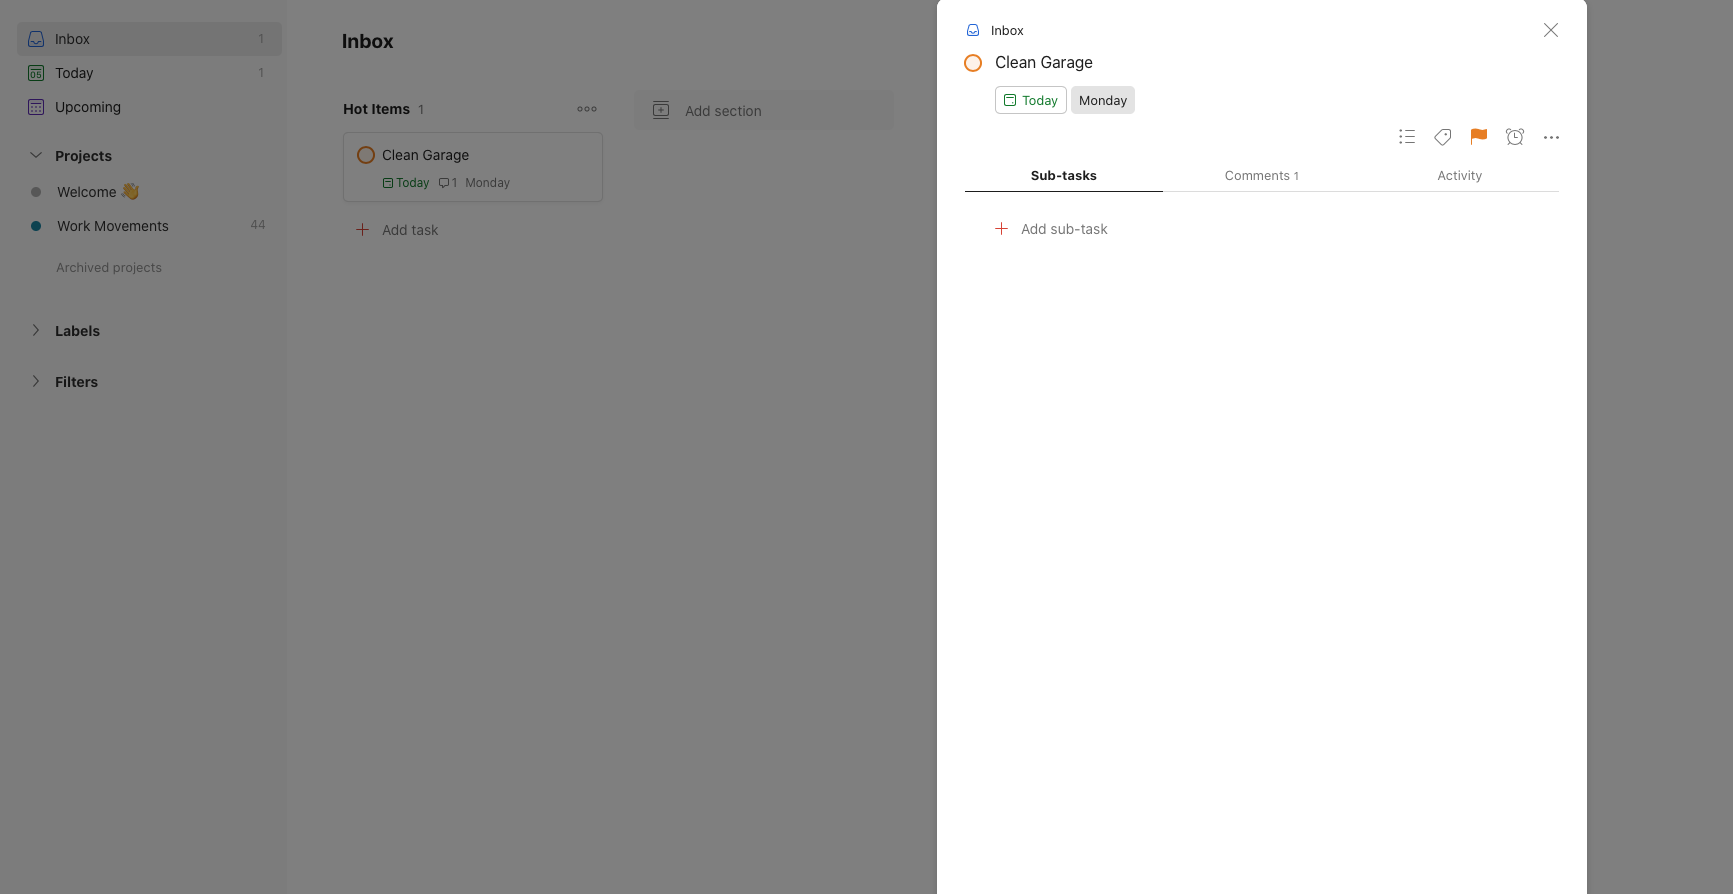 Inbox 1
05 Today 1
Upcoming
Projects
Welcome 👋
Work Movements 44
Archived projects
Labels
Filters
Inbox
Hot Items 1
Clean Garage
Today 1 Monday
Add task
Add section
Inbox
Clean Garage
Today Monday
Sub-tasks Comments 1 Activity
Add sub-task